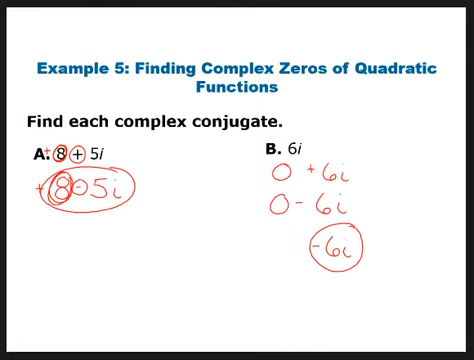 Example 5: Finding Complex Zeros of Quadratic
Functions
Find each complex conjugate.
A. +8 + 5i
+8 - 5i
B. 6i
0 + 6i
0 - 6i
- 6i